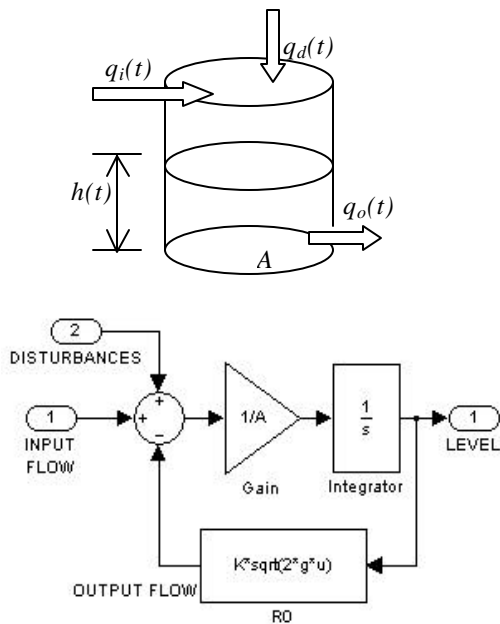 q_d(t)
q_i(t)
h(t)
q_o(t)
A
2
DISTURBANCES
+
+
−
1
INPUT
FLOW
1/A
Gain
1
s
Integrator
1
LEVEL
K*sqrt(2*g*u)
OUTPUT FLOW
R0